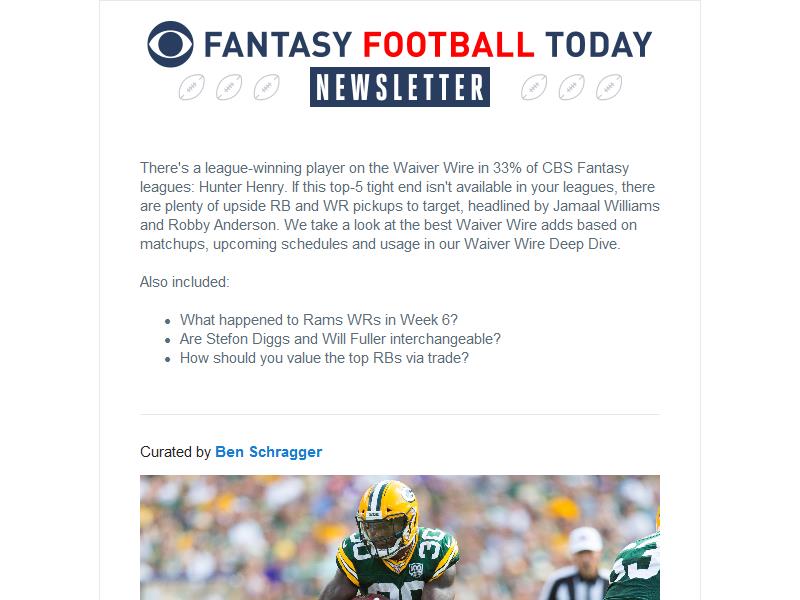 FANTASY FOOTBALL TODAY
NEWSLETTER
There's a league-winning player on the Waiver Wire in 33% of CBS Fantasy
leagues: Hunter Henry. If this top-5 tight end isn't available in your leagues, there
are plenty of upside RB and WR pickups to target, headlined by Jamaal Williams
and Robby Anderson. We take a look at the best Waiver Wire adds based on
matchups, upcoming schedules and usage in our Waiver Wire Deep Dive.
Also included:
What happened to Rams WRs in Week 6?
Are Stefon Diggs and Will Fuller interchangeable?
How should you value the top RBs via trade?
Curated by Ben Schragger
30
30